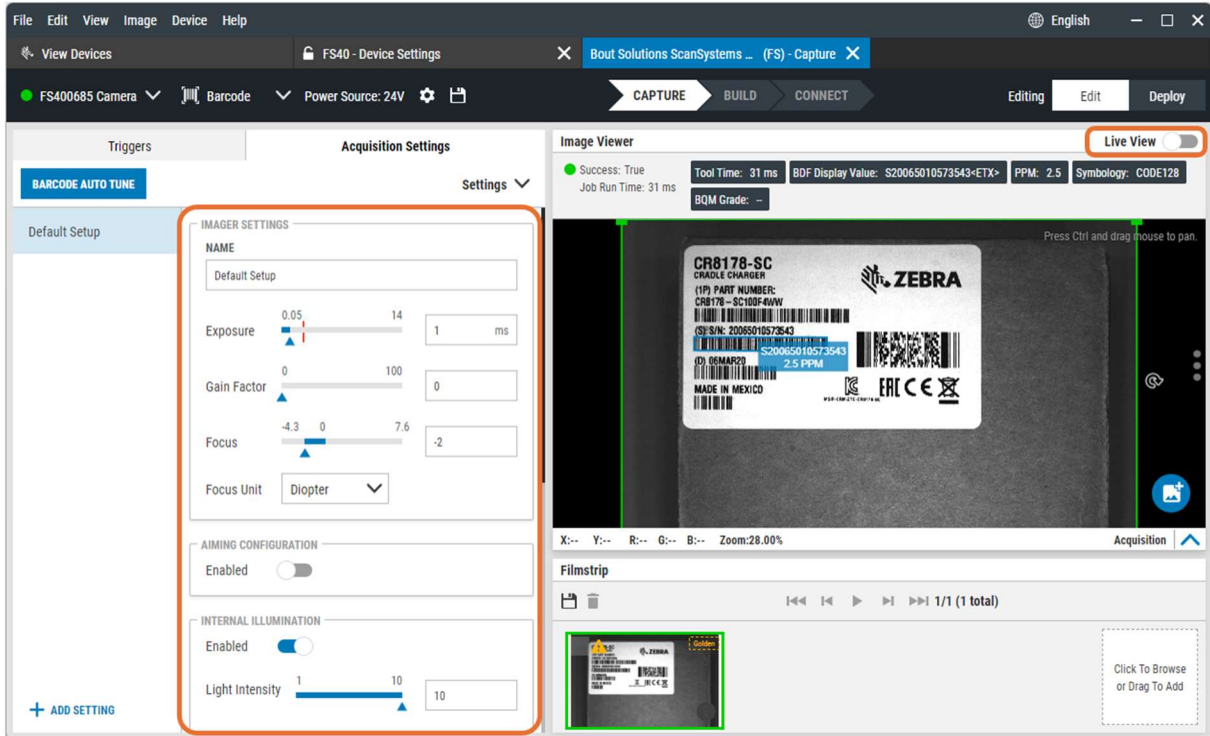 File Edit View Image Device Help
English
View Devices
FS40 - Device Settings
Bout Solutions ScanSystems ... (FS) - Capture
FS400685 Camera
Barcode
Power Source: 24V
CAPTURE
BUILD
CONNECT
Editing
Edit
Deploy
Triggers
Acquisition Settings
BARCODE AUTO TUNE
Settings
Default Setup
IMAGER SETTINGS
NAME
Default Setup
0.05 14
Exposure
1 ms
0 100
Gain Factor
0
-4.3 0 7.6
Focus
-2
Focus Unit
Diopter
AIMING CONFIGURATION
Enabled
INTERNAL ILLUMINATION
Enabled
1 10
Light Intensity
10
+ ADD SETTING
Image Viewer
Live View
Success: True
Job Run Time: 31 ms
Tool Time: 31 ms
BDF Display Value: S20065010573543<ETX>
PPM: 2.5
Symbology: CODE128
BQM Grade: –
Press Ctrl and drag mouse to pan.
CR8178-SC
CRADLE CHARGER
(1P) PART NUMBER:
CR8178-SC100F4WW
(S) S/N: 20065010573543
S20065010573543
2.5 PPM
(D) 06MAR20
MADE IN MEXICO
ZEBRA
EAC CE
X:-- Y:-- R:-- G:-- B:-- Zoom:28.00%
Acquisition
Filmstrip
1/1 (1 total)
Golden
ZEBRA
Click To Browse
or Drag To Add